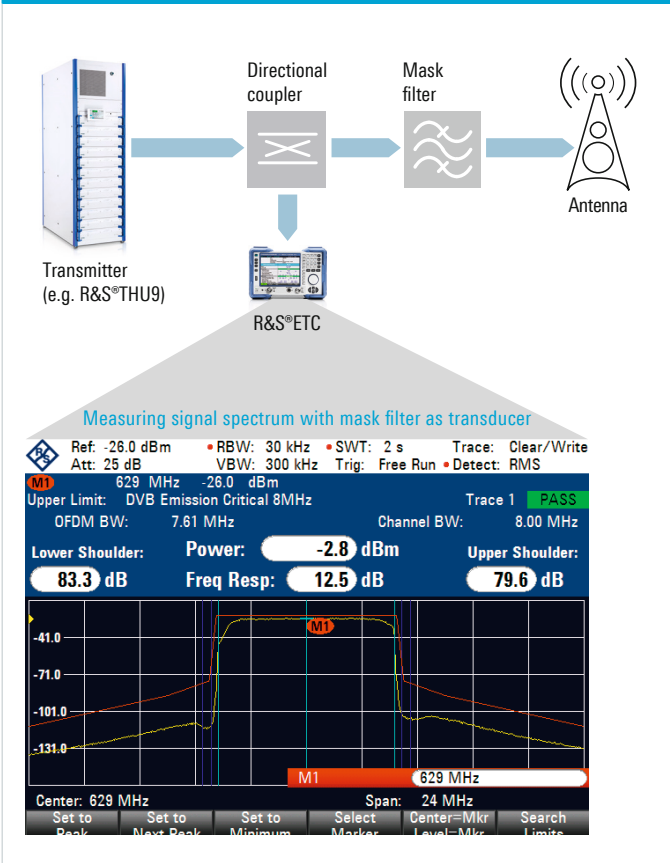 Directional
coupler
Mask
filter
Antenna
Transmitter
(e.g. R&S®THU9)
R&S®ETC
Measuring signal spectrum with mask filter as transducer
R&S
Ref: -26.0 dBm • RBW: 30 kHz • SWT: 2 s Trace: Clear/Write
Att: 25 dB VBW: 300 kHz Trig: Free Run • Detect: RMS
M1 629 MHz -26.0 dBm
Upper Limit: DVB Emission Critical 8MHz Trace 1 PASS
OFDM BW: 7.61 MHz Channel BW: 8.00 MHz
Lower Shoulder: Power: -2.8 dBm Upper Shoulder:
83.3 dB Freq Resp: 12.5 dB 79.6 dB
M1
-41.0
-71.0
-101.0
-131.0
M1 629 MHz
Center: 629 MHz Span: 24 MHz
Set to Set to Set to Select Center=Mkr Search
Peak Next Peak Minimum Marker Level=Mkr Limits